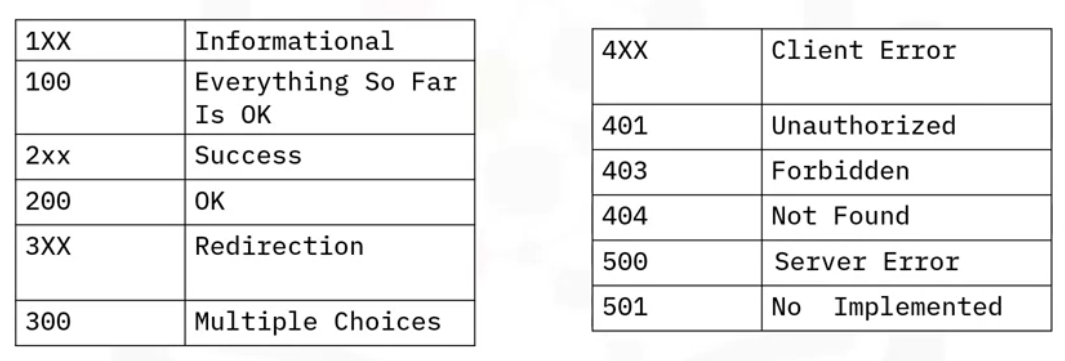 1XX Informational
100 Everything So Far
Is OK
2xx Success
200 OK
3XX Redirection
300 Multiple Choices
4XX Client Error
401 Unauthorized
403 Forbidden
404 Not Found
500 Server Error
501 No Implemented